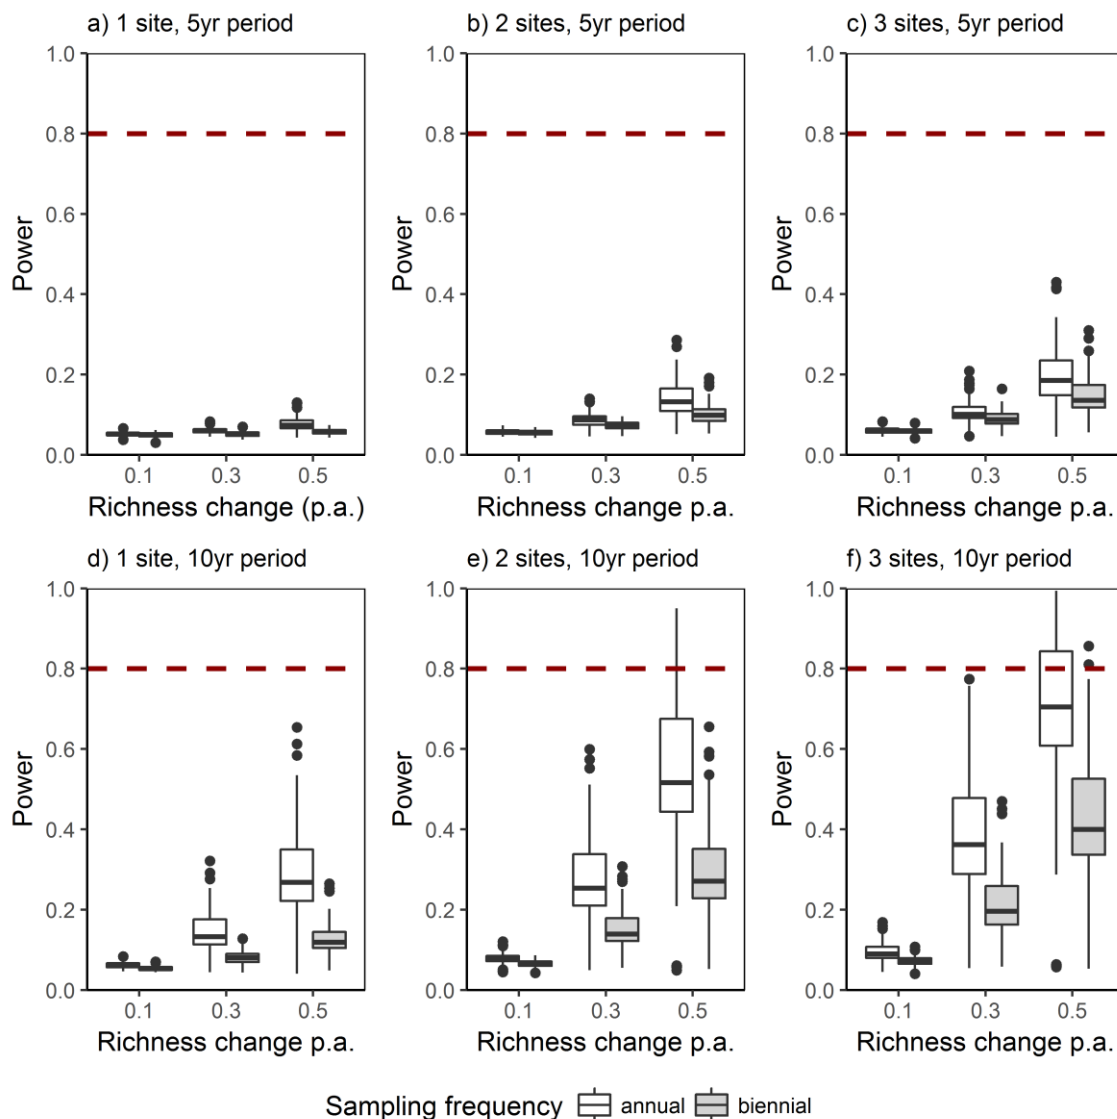 a) 1 site, 5yr period
1.0
0.8
0.6
0.4
0.2
0.0
Power
0.1 0.3 0.5
Richness change (p.a.)
b) 2 sites, 5yr period
1.0
0.8
0.6
0.4
0.2
0.0
Power
0.1 0.3 0.5
Richness change p.a.
c) 3 sites, 5yr period
1.0
0.8
0.6
0.4
0.2
0.0
Power
0.1 0.3 0.5
Richness change p.a.
d) 1 site, 10yr period
1.0
0.8
0.6
0.4
0.2
0.0
Power
0.1 0.3 0.5
Richness change p.a.
e) 2 sites, 10yr period
1.0
0.8
0.6
0.4
0.2
0.0
Power
0.1 0.3 0.5
Richness change p.a.
f) 3 sites, 10yr period
1.0
0.8
0.6
0.4
0.2
0.0
Power
0.1 0.3 0.5
Richness change p.a.
Sampling frequency annual biennial